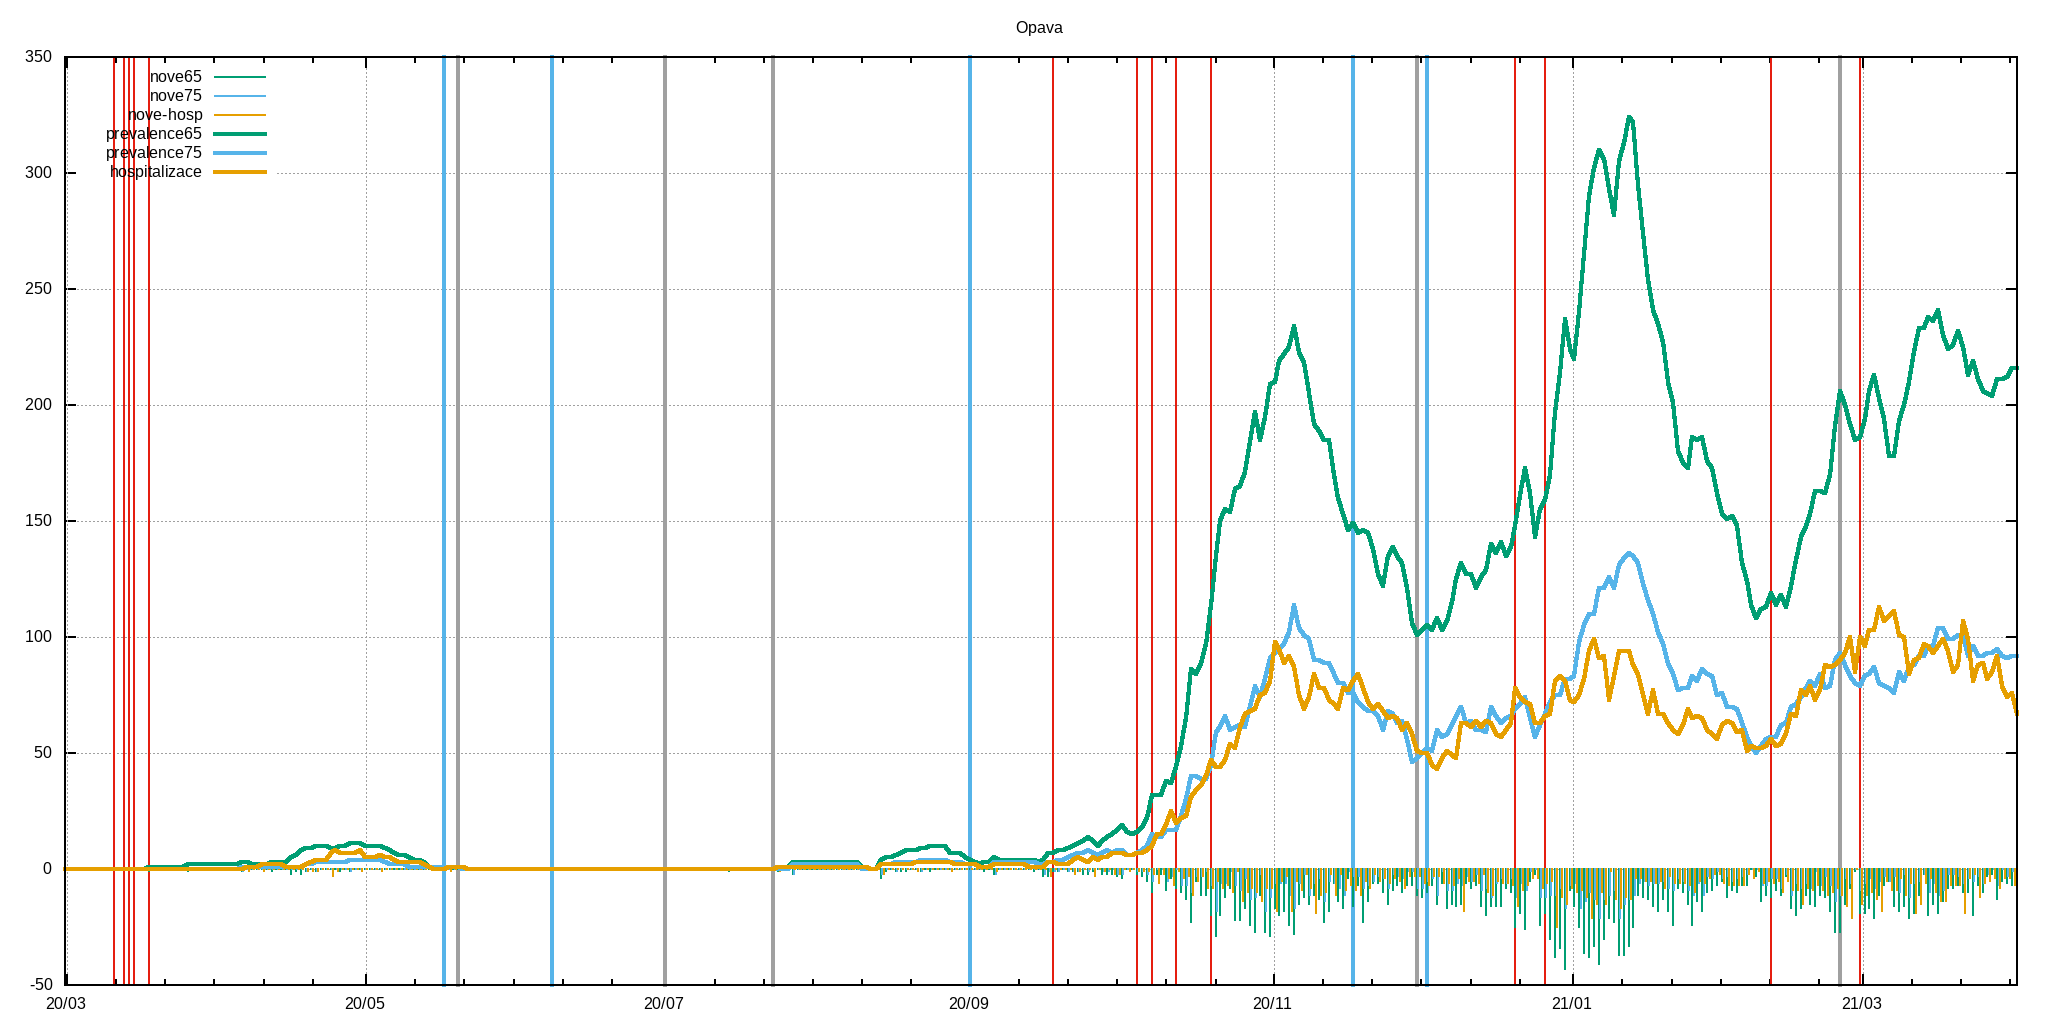 Opava
350
300
250
200
150
100
50
0
-50
nove65
nove75
nove-hosp
prevalence65
prevalence75
hospitalizace
20/03 20/05 20/07 20/09 20/11 21/01 21/03